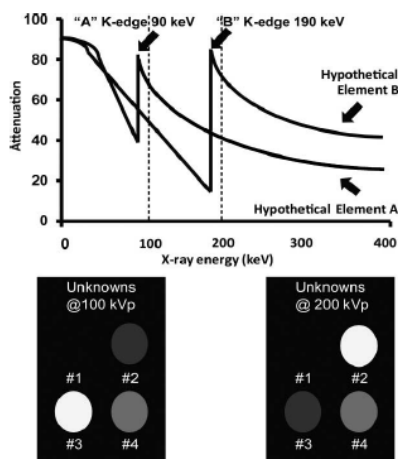 "A" K-edge 90 keV
"B" K-edge 190 keV
100
80
60
40
20
0
Attenuation
Hypothetical
Element B
Hypothetical Element A
0
100
200
300
400
X-ray energy (keV)
Unknowns
@100 kVp
#1
#2
#3
#4
Unknowns
@ 200 kVp
#1
#2
#3
#4